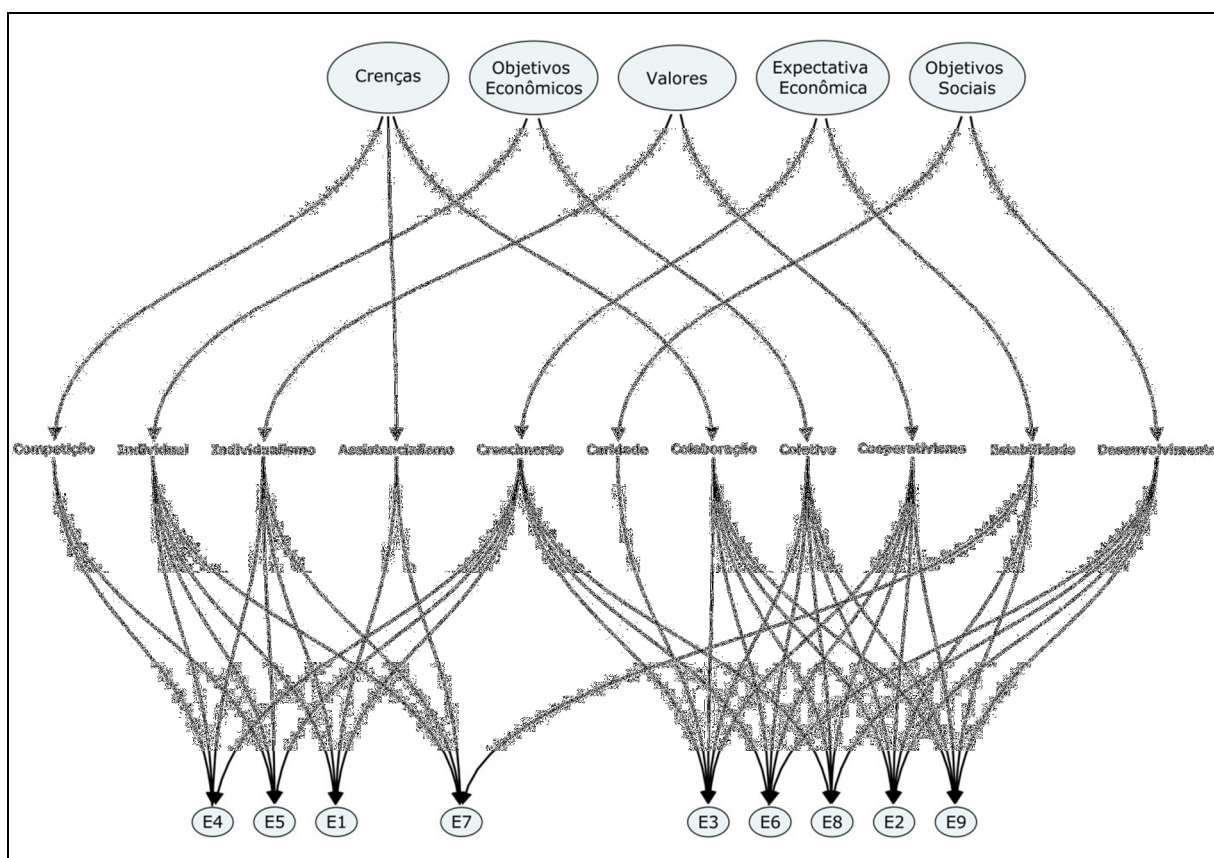 Crenças
Objetivos
Econômicos
Valores
Expectativa
Econômica
Objetivos
Sociais
Competição
Individual
Individualismo
Assistencialismo
Crescimento
Caridade
Colaboração
Coletivo
Cooperativismo
Estabilidade
Desenvolvimento
E4
E5
E1
E7
E3
E6
E8
E2
E9